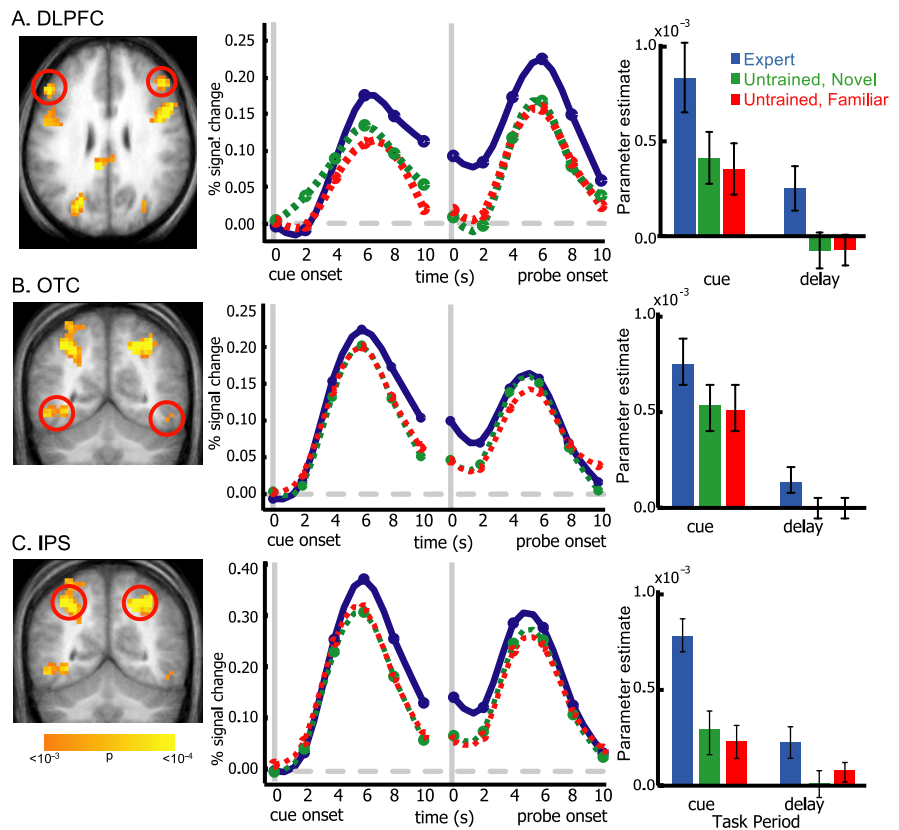 A. DLPFC
% signal change
0.25
0.20
0.15
0.10
0.05
0.00
0 2 4 6 8 10 0 2 4 6 8 10
cue onset time (s) probe onset
x10⁻³
Parameter estimate
1.0
0.5
0.0
Expert
Untrained, Novel
Untrained, Familiar
cue delay
B. OTC
% signal change
0.20
0.15
0.10
0.05
0.00
0 2 4 6 8 10 0 2 4 6 8 10
cue onset time (s) probe onset
x10⁻³
Parameter estimate
1.0
0.5
0
cue delay
C. IPS
<10⁻³ p <10⁻⁴
% signal change
0.40
0.30
0.20
0.10
0.00
0 2 4 6 8 10 0 2 4 6 8 10
cue onset time (s) probe onset
x10⁻³
Parameter estimate
1.0
0.5
0
cue delay
Task Period